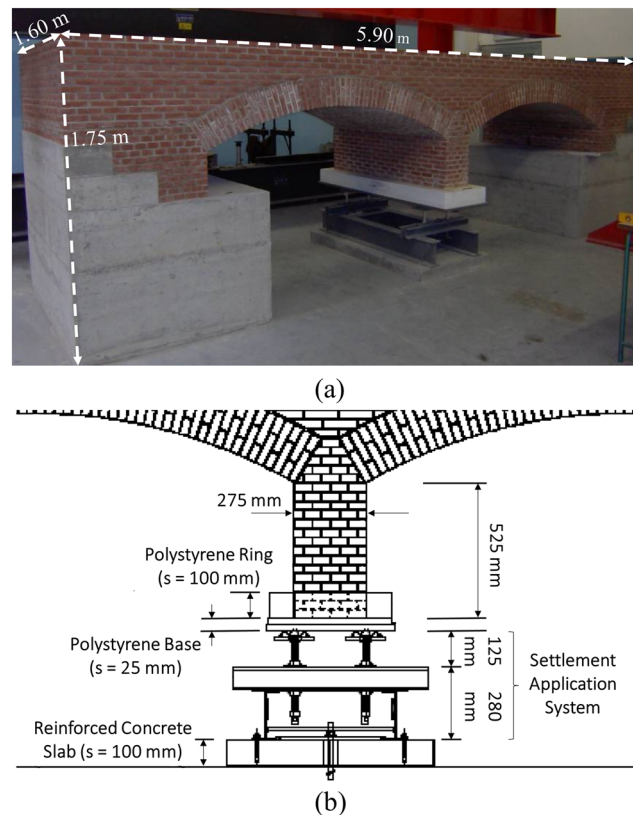 1.60 m
5.90 m
1.75 m
(a)
275 mm
525 mm
Polystyrene Ring
(s = 100 mm)
Polystyrene Base
(s = 25 mm)
125
mm
Settlement
Application
System
280
mm
Reinforced Concrete
Slab (s = 100 mm)
(b)